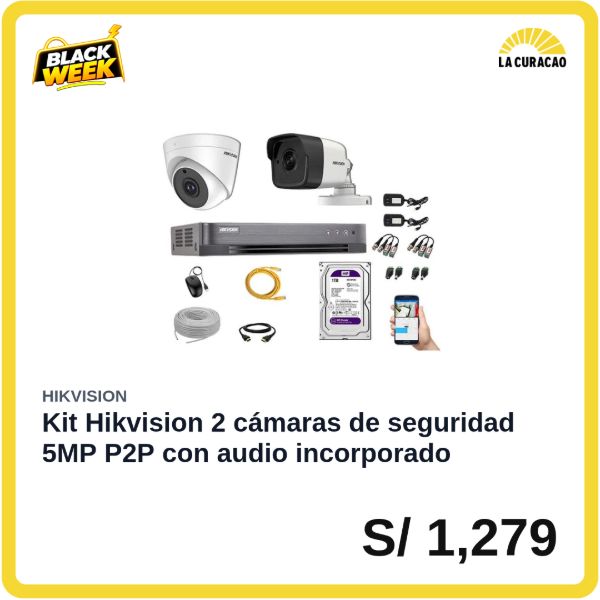 BLACK
WEEK
LA CURACAO
HIKVISION
Kit Hikvision 2 cámaras de seguridad
5MP P2P con audio incorporado
S/ 1,279